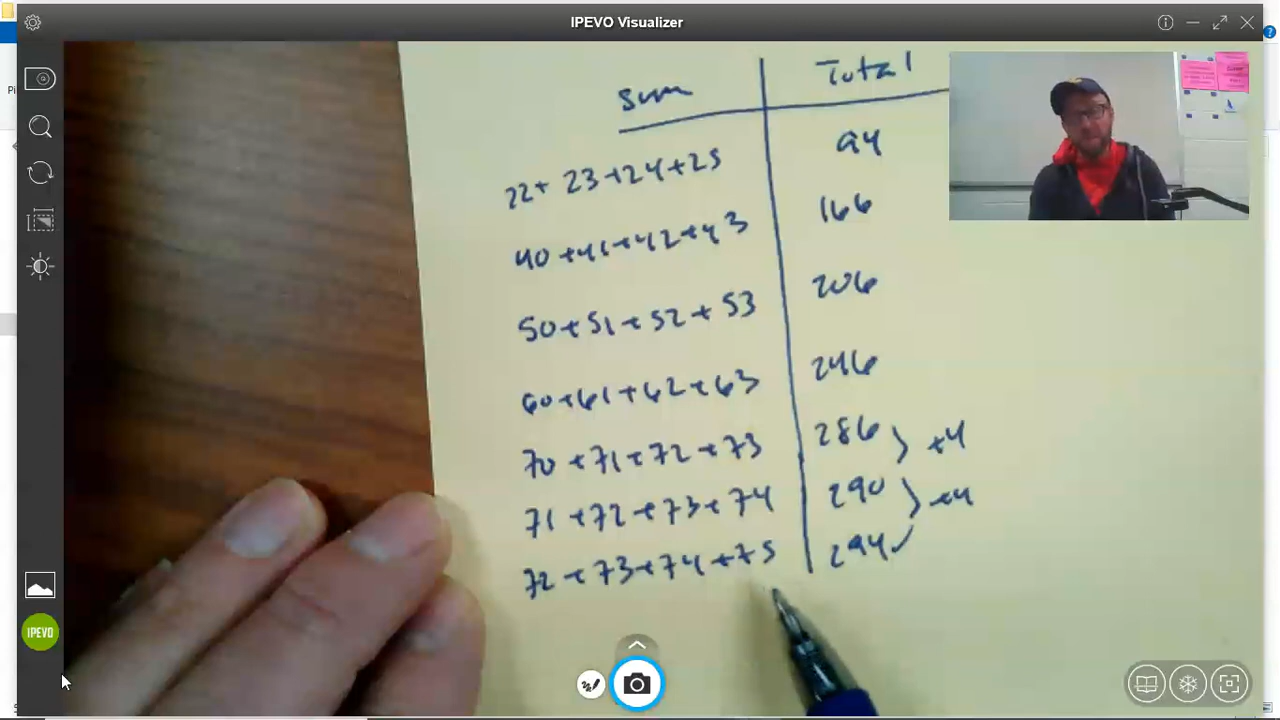 IPEVO Visualizer
Sum Total
22+ 23+24+25 94
40+41+42+43 166
50+51+52+53 206
60+61+62+63 246
70+71+72+73 286 +4
71+72+73+74 290 +4
72+73+74+75 294 ✓
IPEVO